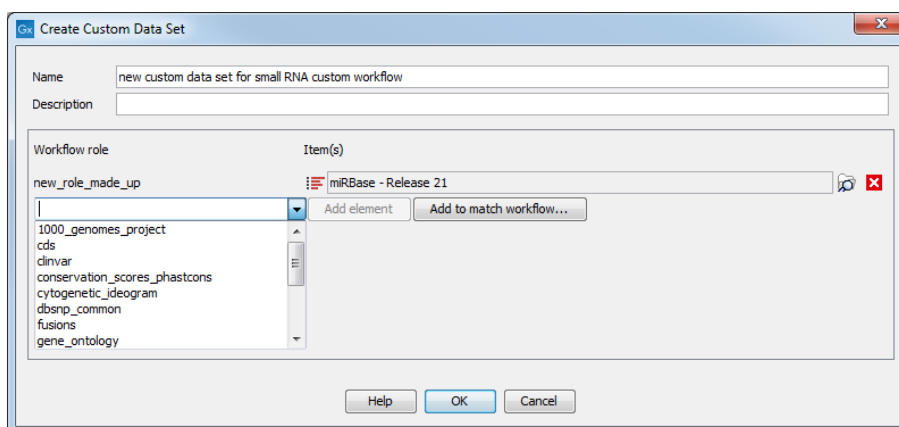 Gx Create Custom Data Set
Name new custom data set for small RNA custom workflow
Description
Workflow role Item(s)
new_role_made_up miRBase - Release 21
Add element Add to match workflow...
1000_genomes_project
cds
clinvar
conservation_scores_phastcons
cytogenetic_ideogram
dbsnp_common
fusions
gene_ontology
Help OK Cancel